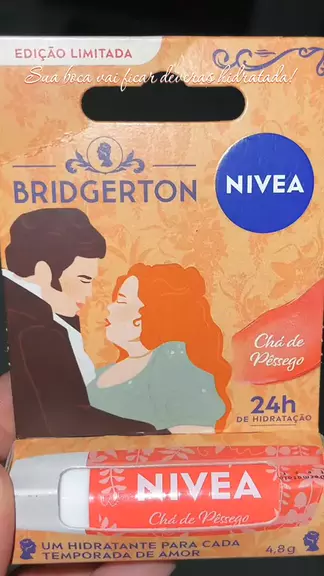 EDIÇÃO LIMITADA
Sua boca vai ficar deveras hidratada!
BRIDGERTON
NIVEA
Chá de
Pêssego
24h
DE HIDRATAÇÃO
NIVEA
Chá de Pêssego
UM HIDRATANTE PARA CADA
TEMPORADA DE AMOR
4,8g